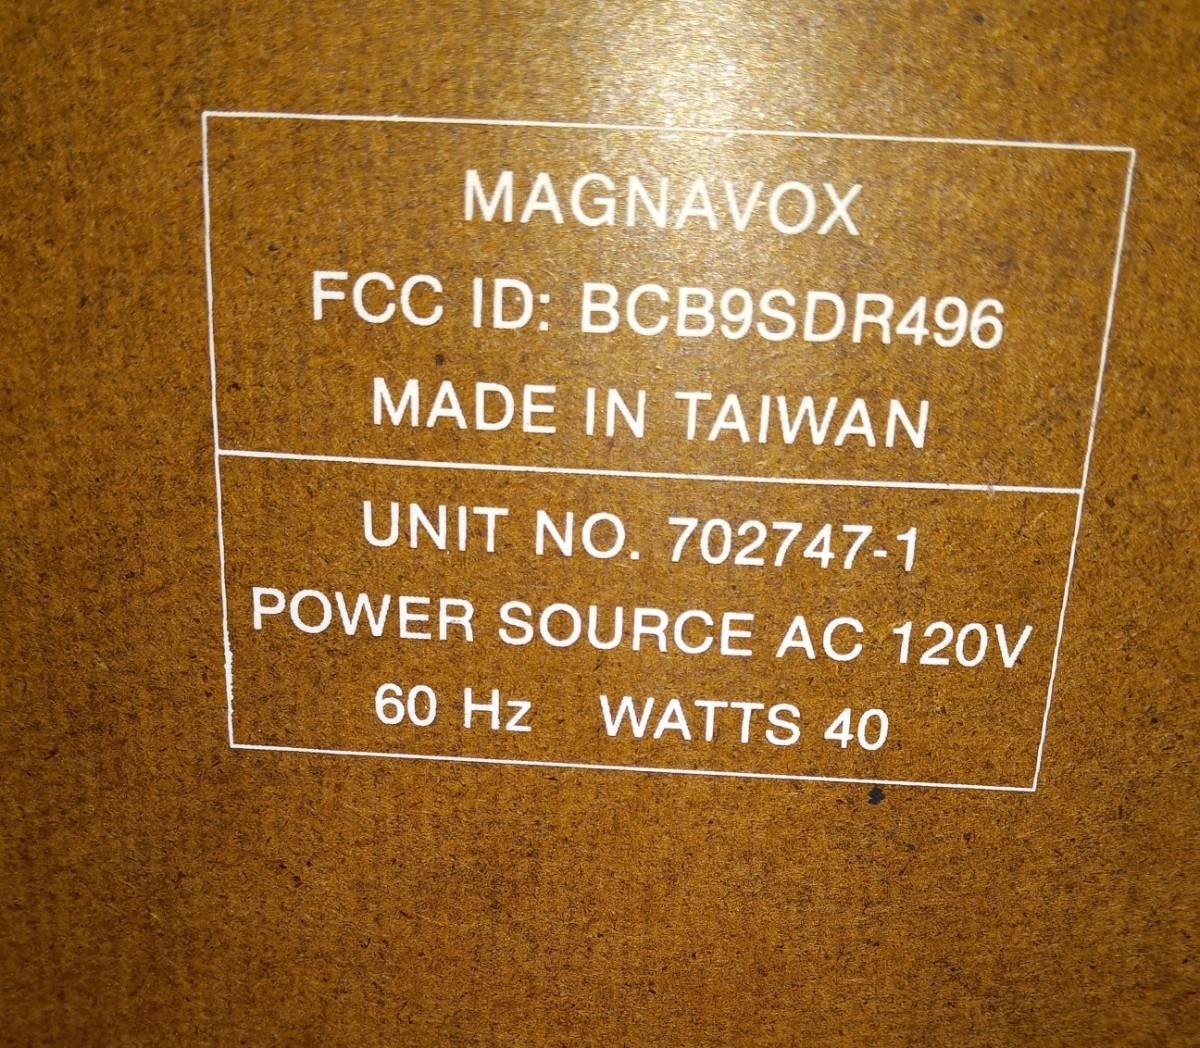 MAGNAVOX
FCC ID: BCB9SDR496
MADE IN TAIWAN
UNIT NO. 702747-1
POWER SOURCE AC 120V
60 Hz WATTS 40